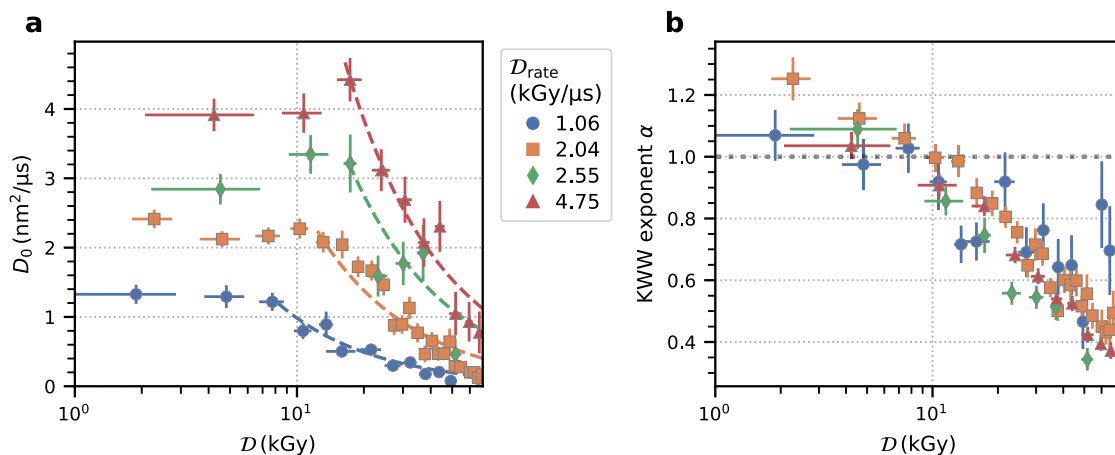 a
D₀ (nm²/μs)
4
3
2
1
0
10⁰
10¹
𝒟 (kGy)
𝒟rate
(kGy/μs)
1.06
2.04
2.55
4.75
b
KWW exponent α
1.2
1.0
0.8
0.6
0.4
10⁰
10¹
𝒟 (kGy)